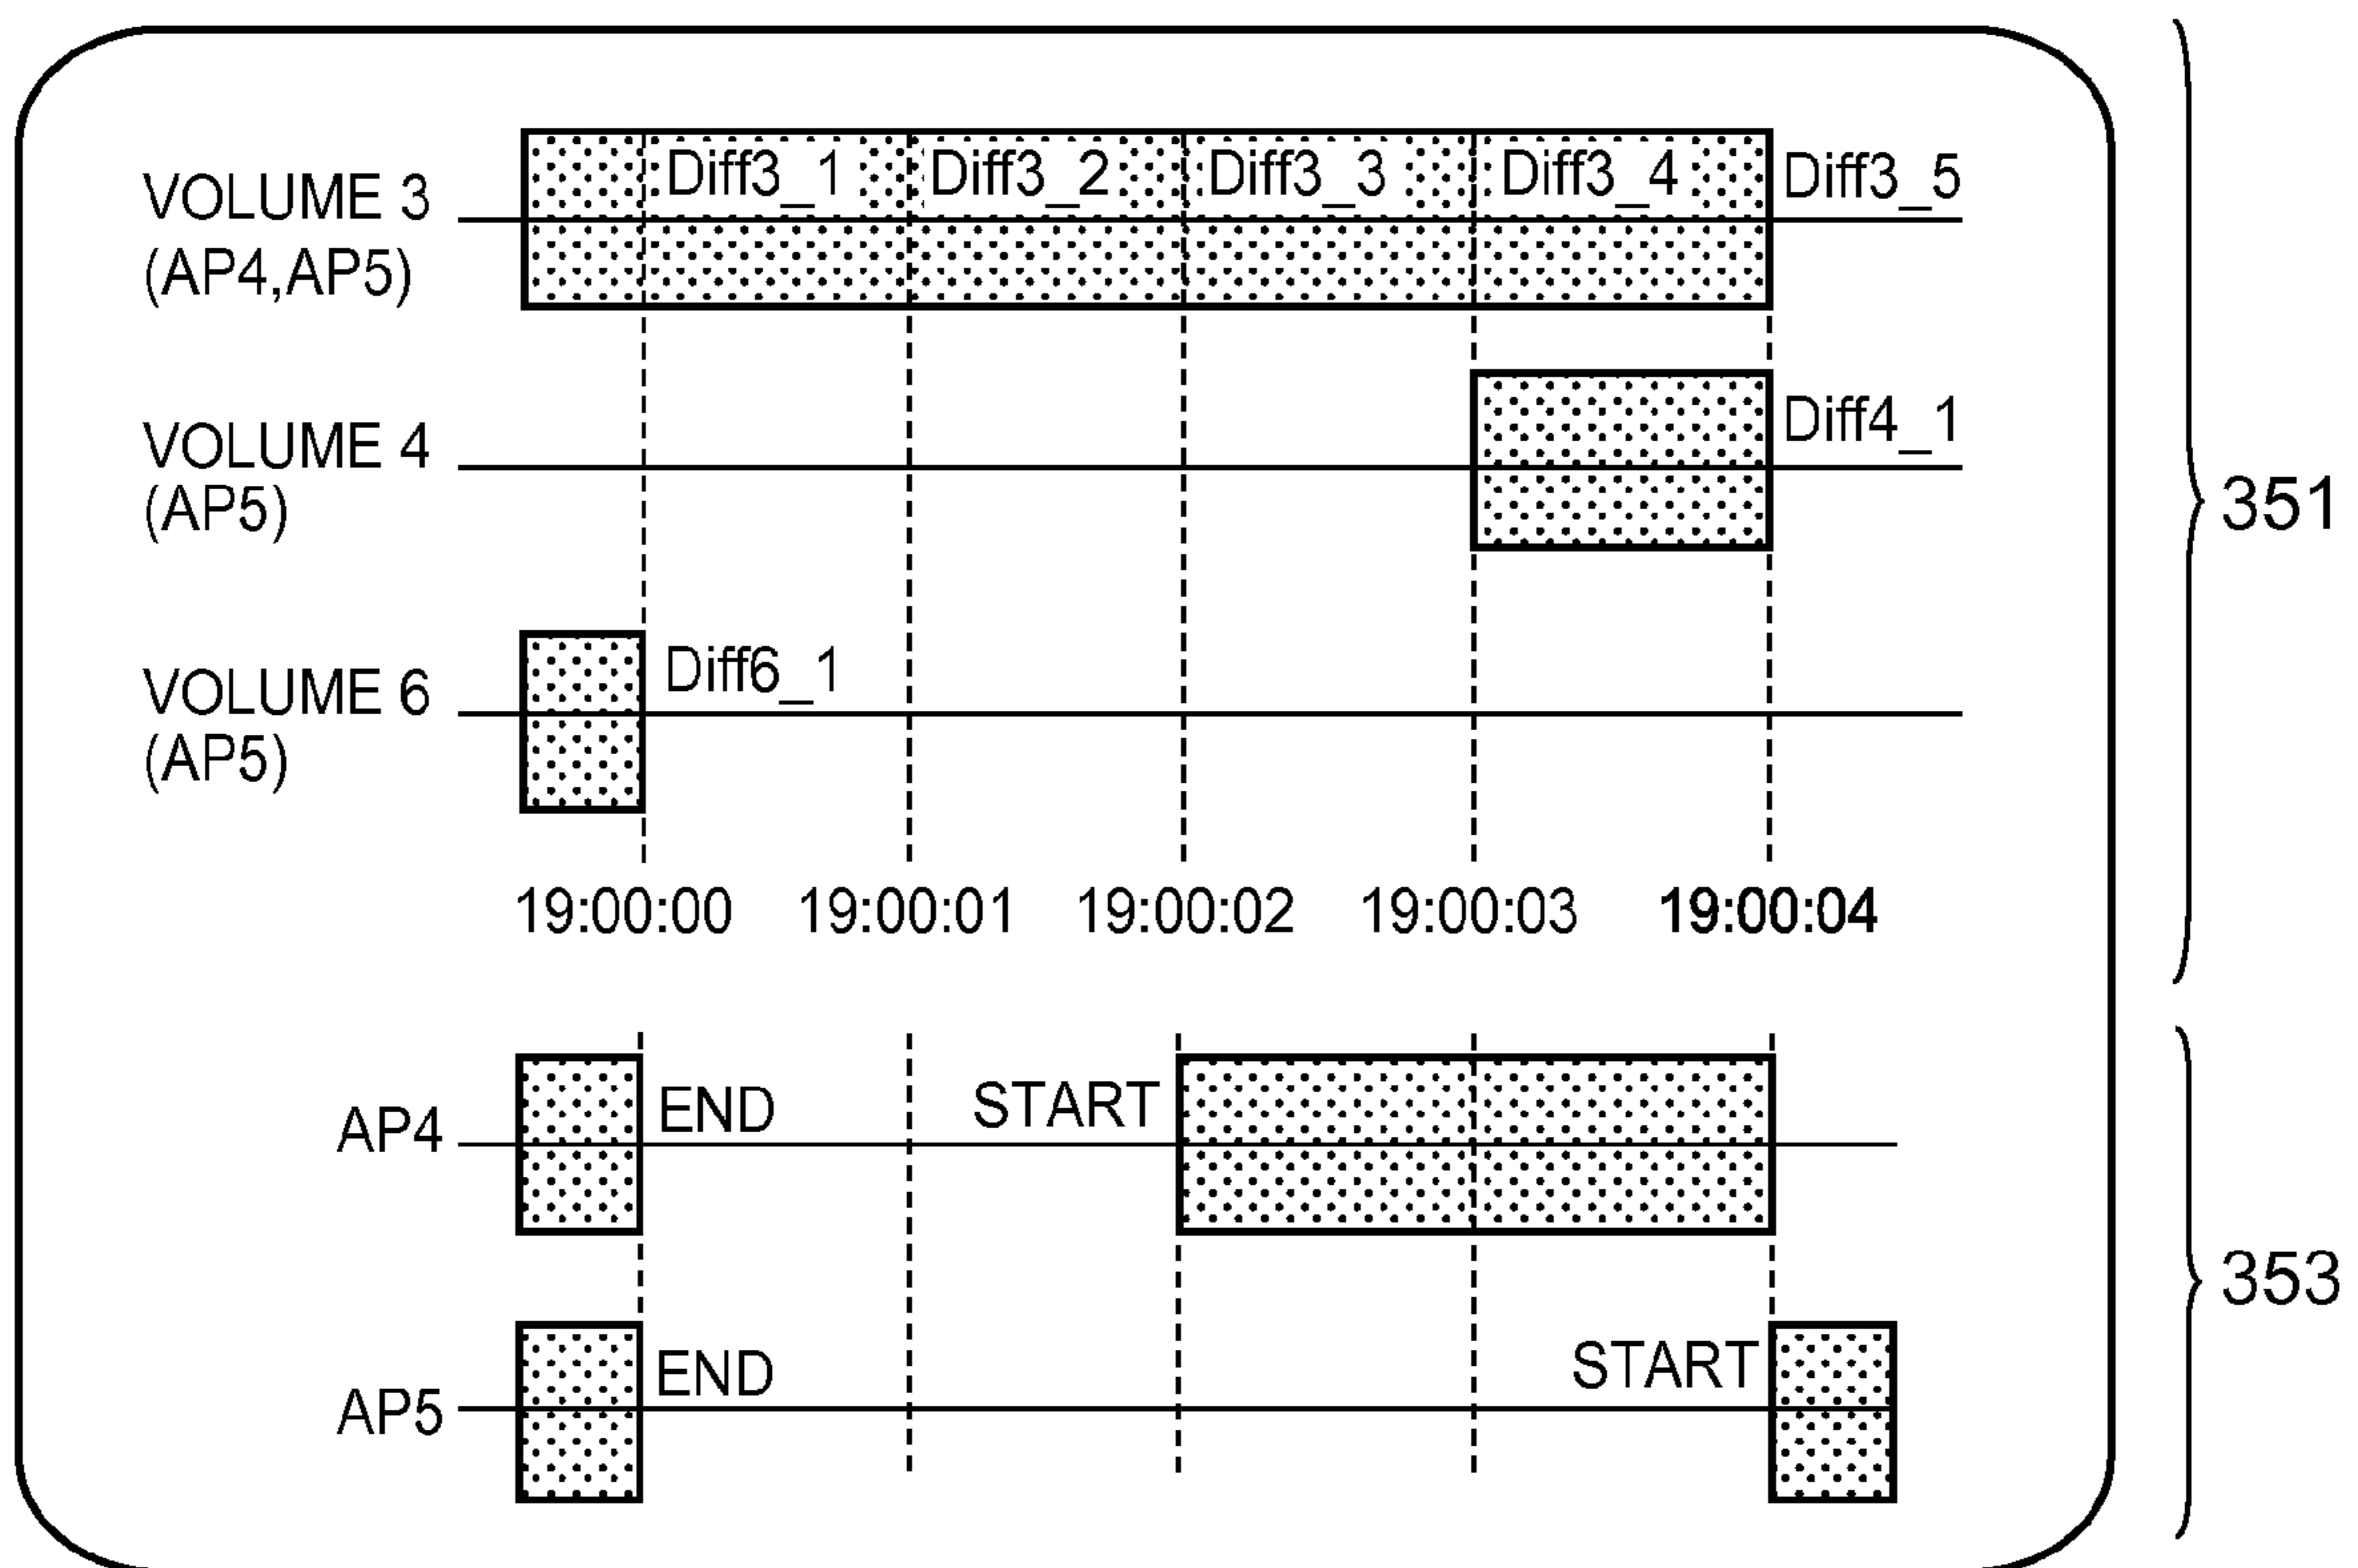 VOLUME 3
(AP4,AP5)
Diff3_1 Diff3_2 Diff3_3 Diff3_4 Diff3_5
VOLUME 4
(AP5)
Diff4_1
351
VOLUME 6
(AP5)
Diff6_1
19:00:00 19:00:01 19:00:02 19:00:03 19:00:04
AP4
END
START
353
AP5
END
START